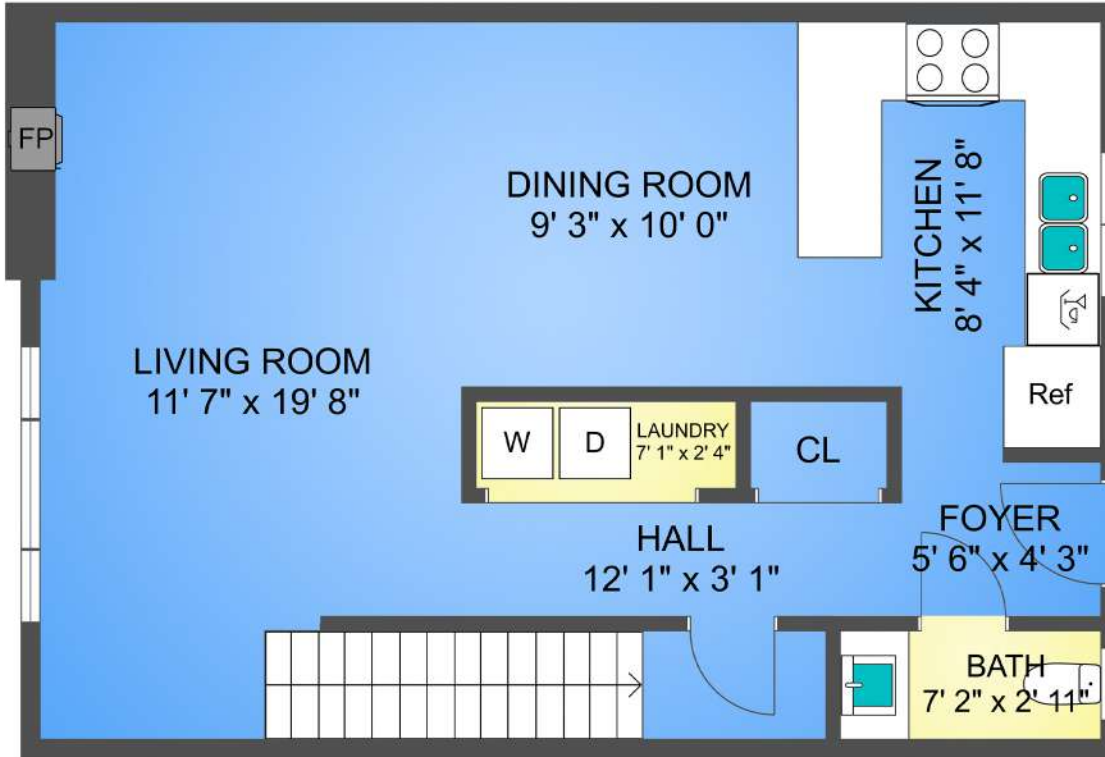 FP
DINING ROOM
9' 3" x 10' 0"
KITCHEN
8' 4" x 11' 8"
LIVING ROOM
11' 7" x 19' 8"
Ref
W
D
LAUNDRY
7' 1" x 2' 4"
CL
HALL
12' 1" x 3' 1"
FOYER
5' 6" x 4' 3"
BATH
7' 2" x 2' 11"